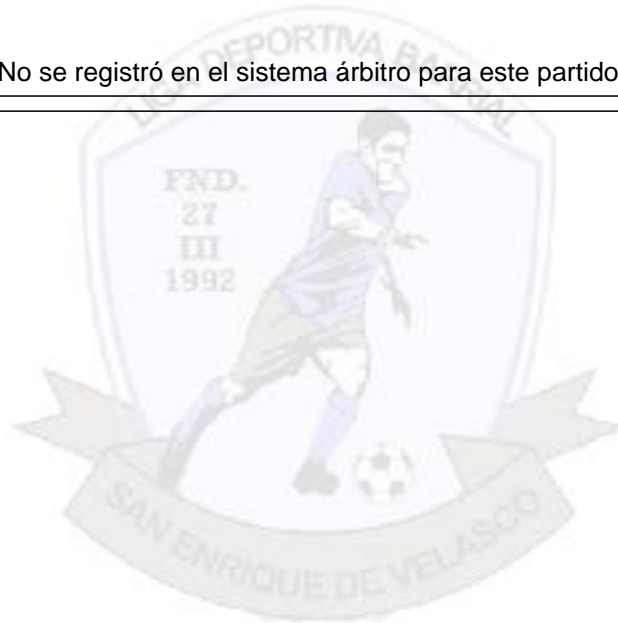 No se registró en el sistema árbitro para este partido
LIGA DEPORTIVA BARRIAL
FND.
27
III
1992
SAN ENRIQUE DE VELASCO